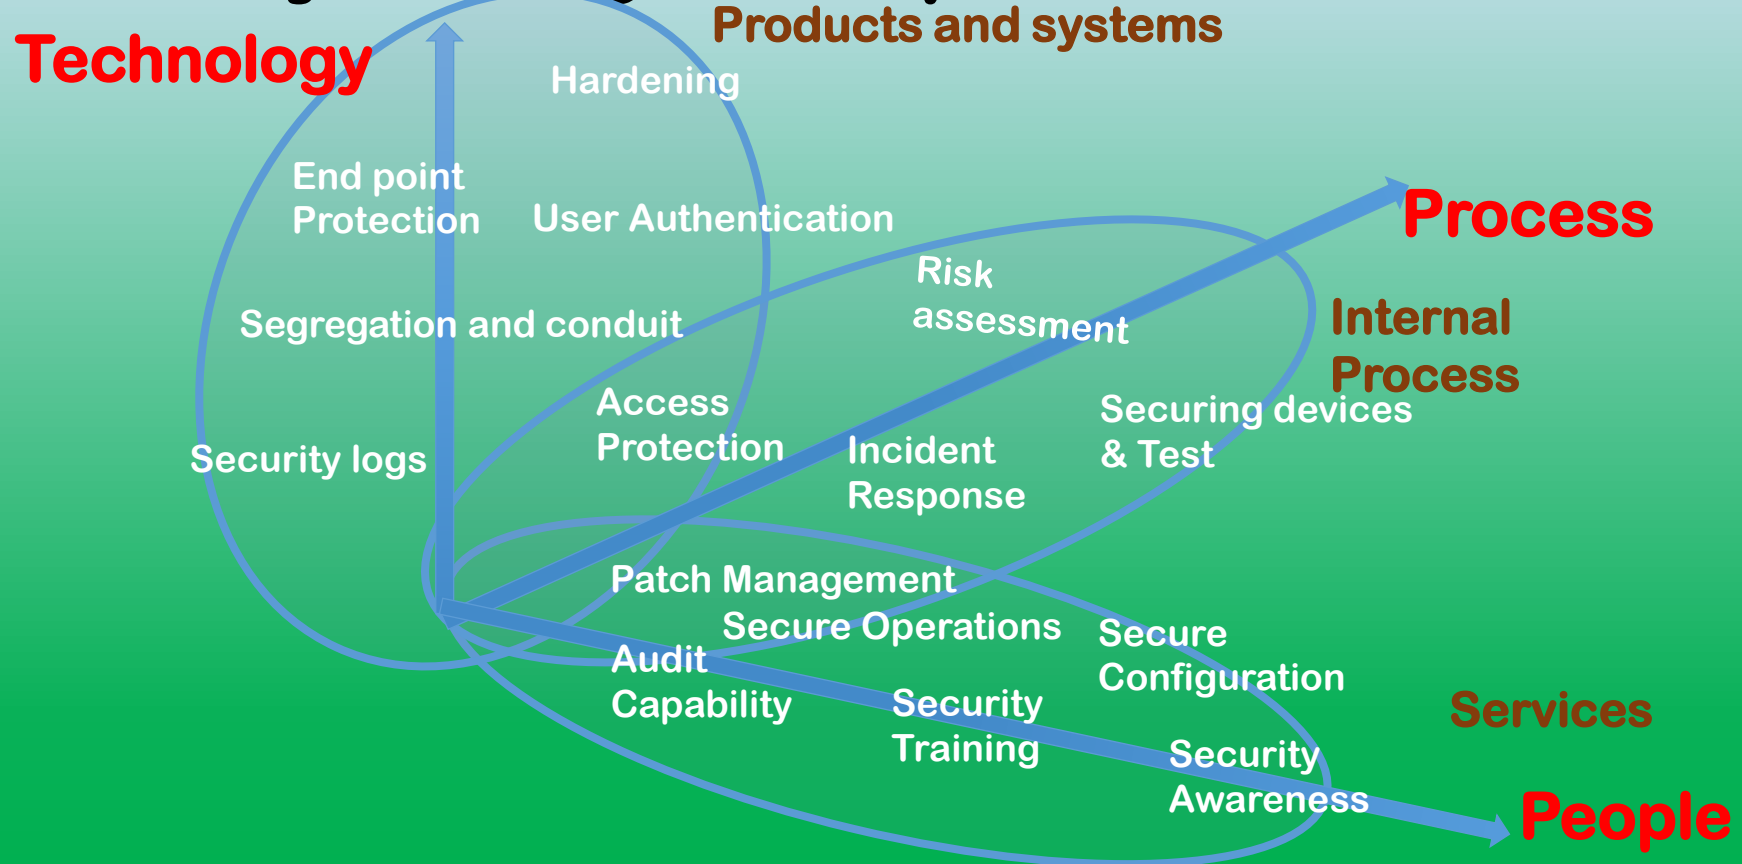 Products and systems
Technology
Hardening
End point
Protection
User Authentication
Process
Risk
assessment
Segregation and conduit
Internal
Process
Access
Protection
Securing devices
& Test
Security logs
Incident
Response
Patch Management
Secure Operations
Secure
Configuration
Audit
Capability
Security
Training
Services
Security
Awareness
People